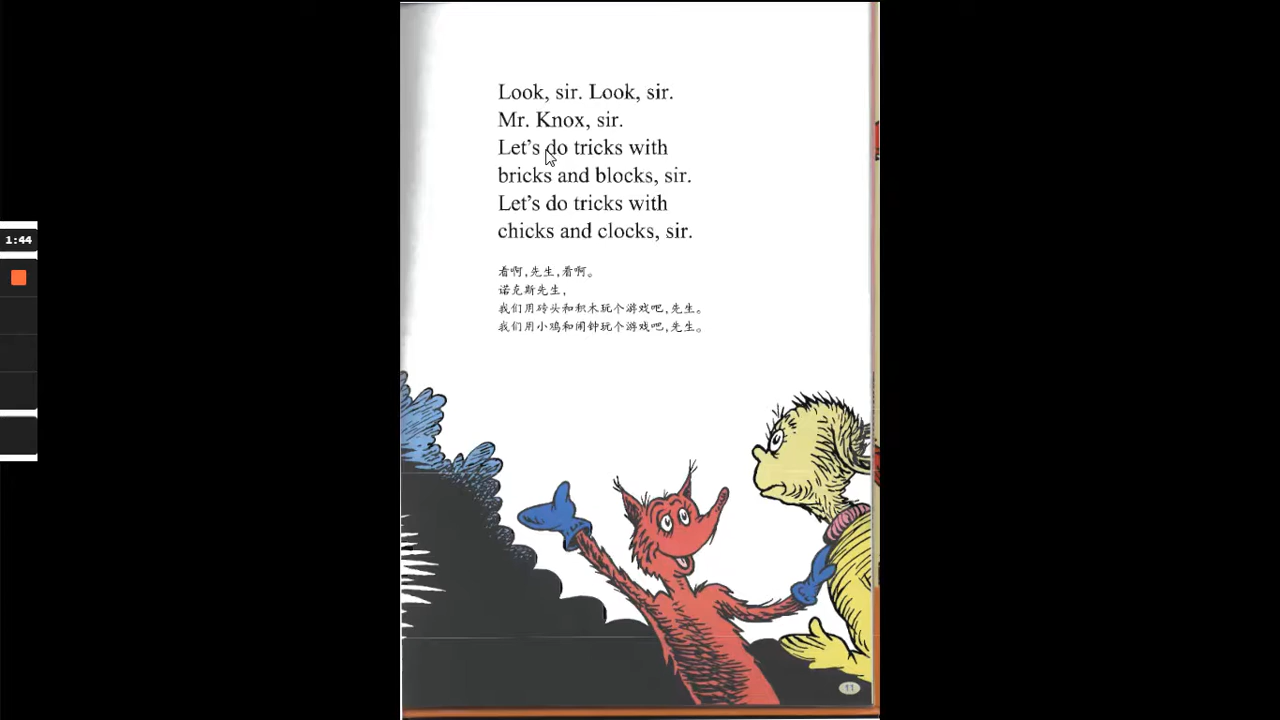 1:44
Look, sir. Look, sir.
Mr. Knox, sir.
Let's do tricks with
bricks and blocks, sir.
Let's do tricks with
chicks and clocks, sir.
看啊,先生,看啊。
诺克斯先生,
我们用砖头和积木玩个游戏吧,先生。
我们用小鸡和闹钟玩个游戏吧,先生。
11